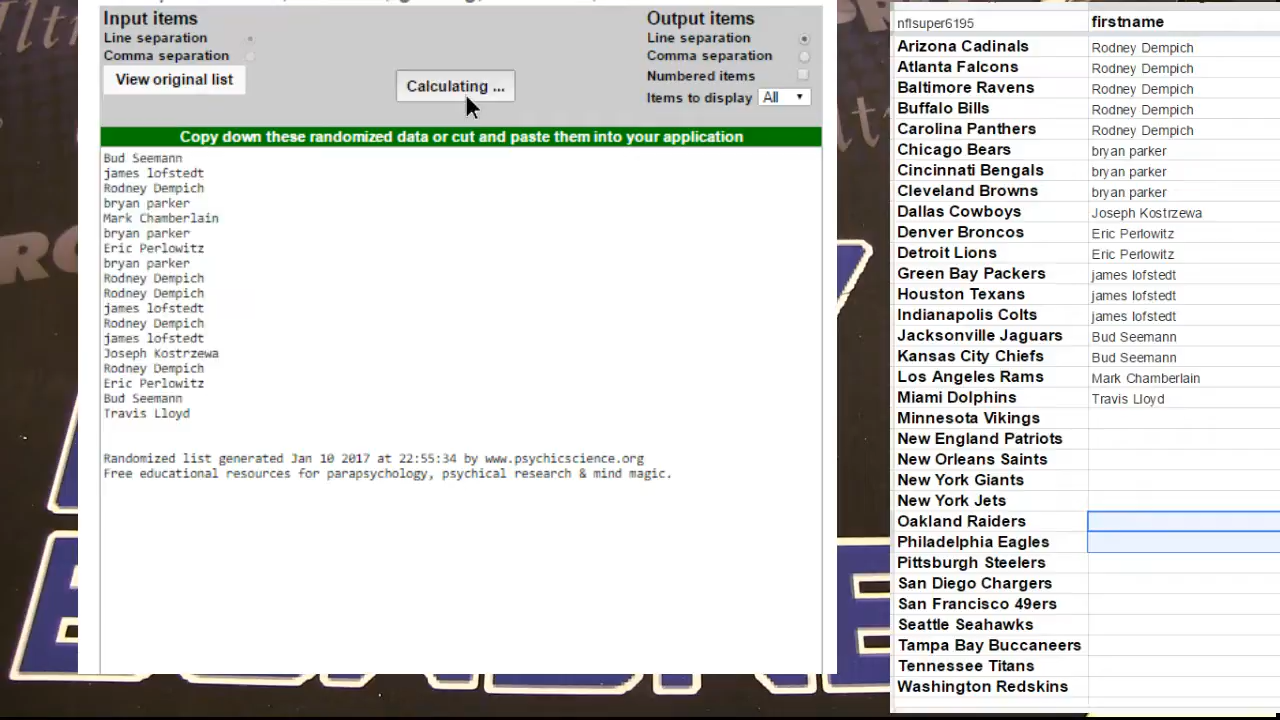 Input items
Output items
Line separation
Line separation
Comma separation
Comma separation
View original list
Numbered items
Calculating ...
Items to display All
Copy down these randomized data or cut and paste them into your application
Bud Seemann
james lofstedt
Rodney Dempich
bryan parker
Mark Chamberlain
bryan parker
Eric Perlowitz
bryan parker
Rodney Dempich
Rodney Dempich
james lofstedt
Rodney Dempich
james lofstedt
Joseph Kostrzewa
Rodney Dempich
Eric Perlowitz
Bud Seemann
Travis Lloyd
Randomized list generated Jan 10 2017 at 22:55:34 by www.psychicscience.org
Free educational resources for parapsychology, psychical research & mind magic.
nflsuper6195 firstname
Arizona Cadinals Rodney Dempich
Atlanta Falcons Rodney Dempich
Baltimore Ravens Rodney Dempich
Buffalo Bills Rodney Dempich
Carolina Panthers Rodney Dempich
Chicago Bears bryan parker
Cincinnati Bengals bryan parker
Cleveland Browns bryan parker
Dallas Cowboys Joseph Kostrzewa
Denver Broncos Eric Perlowitz
Detroit Lions Eric Perlowitz
Green Bay Packers james lofstedt
Houston Texans james lofstedt
Indianapolis Colts james lofstedt
Jacksonville Jaguars Bud Seemann
Kansas City Chiefs Bud Seemann
Los Angeles Rams Mark Chamberlain
Miami Dolphins Travis Lloyd
Minnesota Vikings
New England Patriots
New Orleans Saints
New York Giants
New York Jets
Oakland Raiders
Philadelphia Eagles
Pittsburgh Steelers
San Diego Chargers
San Francisco 49ers
Seattle Seahawks
Tampa Bay Buccaneers
Tennessee Titans
Washington Redskins